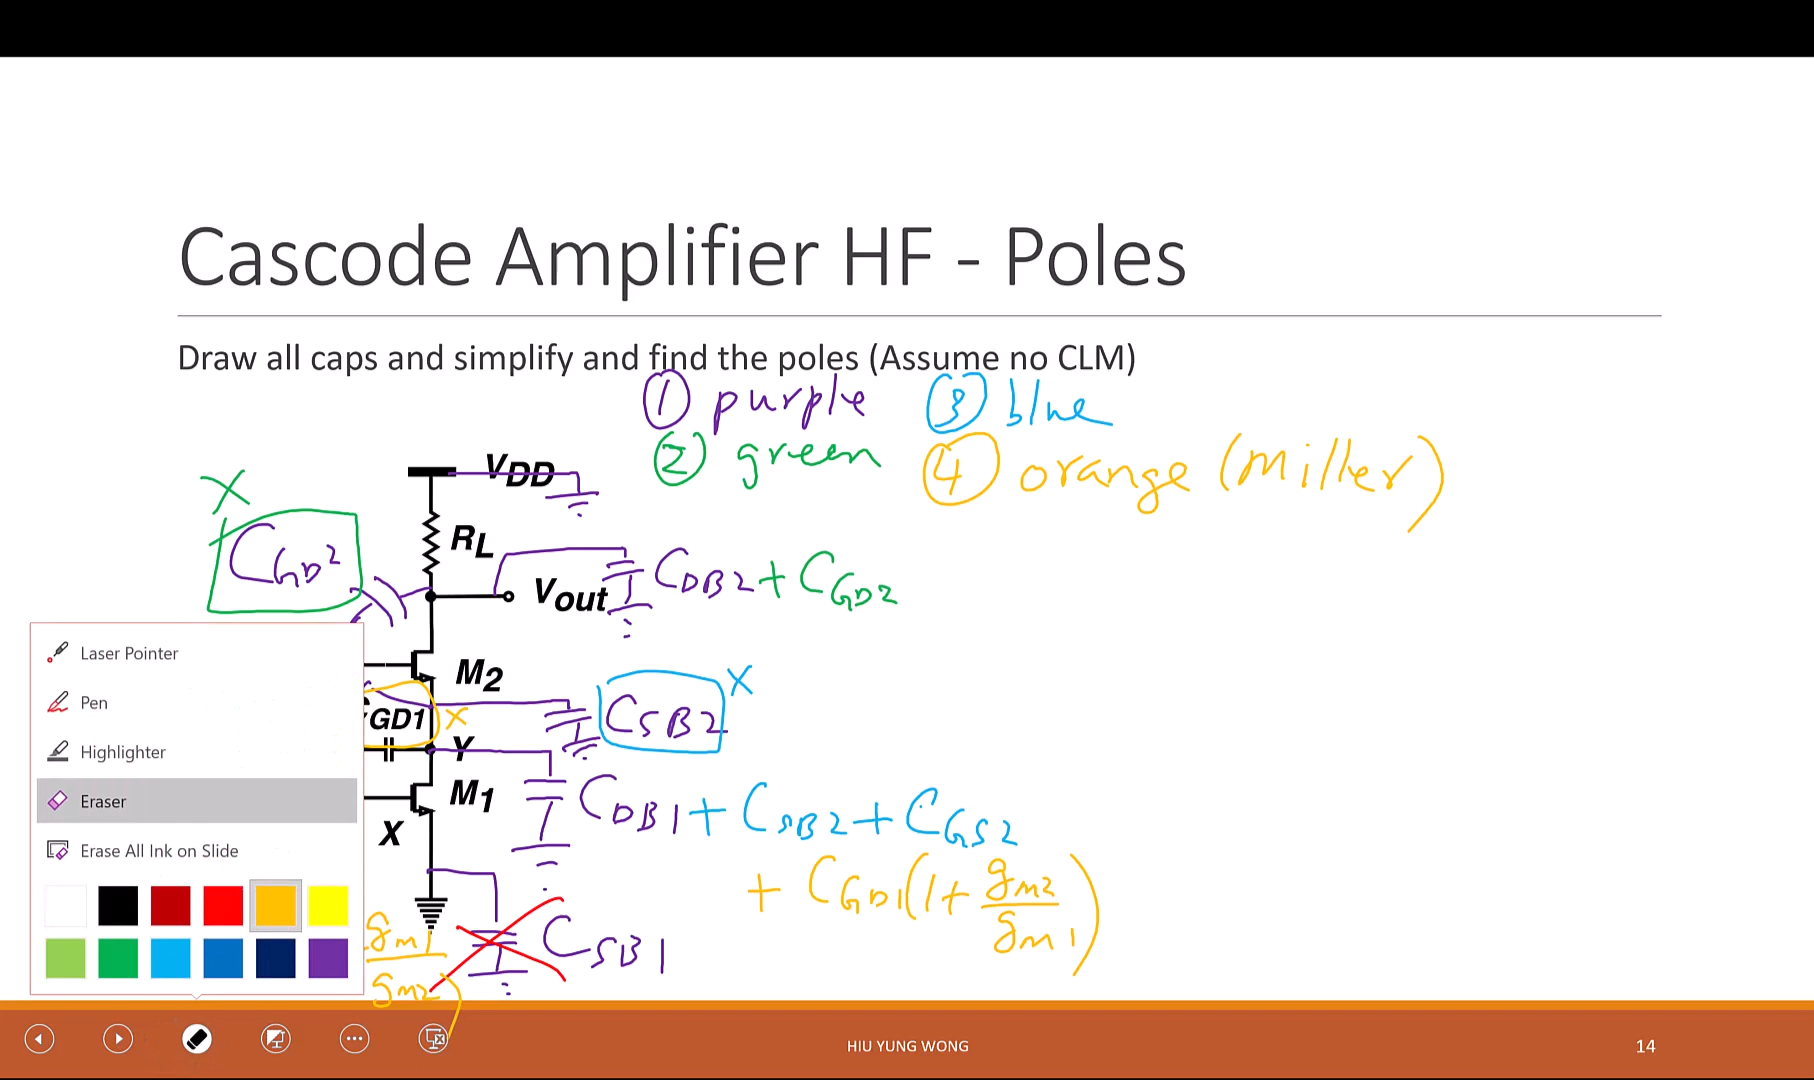 Cascode Amplifier HF - Poles
Draw all caps and simplify and find the poles (Assume no CLM)
① purple ③ blue
② green ④ orange (miller)
X
VDD
CGD2
RL
Vout
CDB2 + CGD2
Laser Pointer
Pen
Highlighter
Eraser
Erase All Ink on Slide
M2
X
CSB2
GD1
X
Y
M1
CDB1 + CSB2 + CGS2
+ CGD1(1 + gm2/gm1)
X
gm1/gm2)
CSB1
HIU YUNG WONG
14